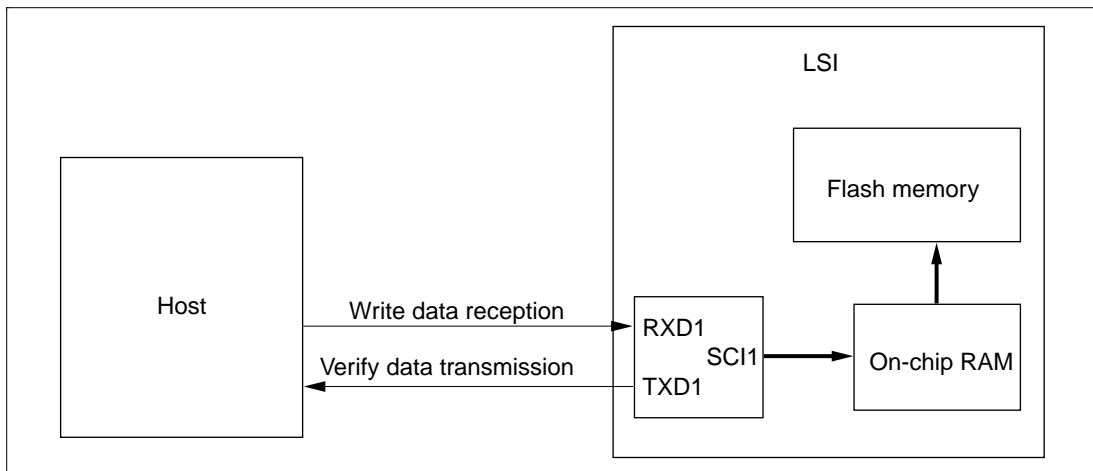 LSI
Flash memory
Host
Write data reception
RXD1
SCI1
On-chip RAM
Verify data transmission
TXD1